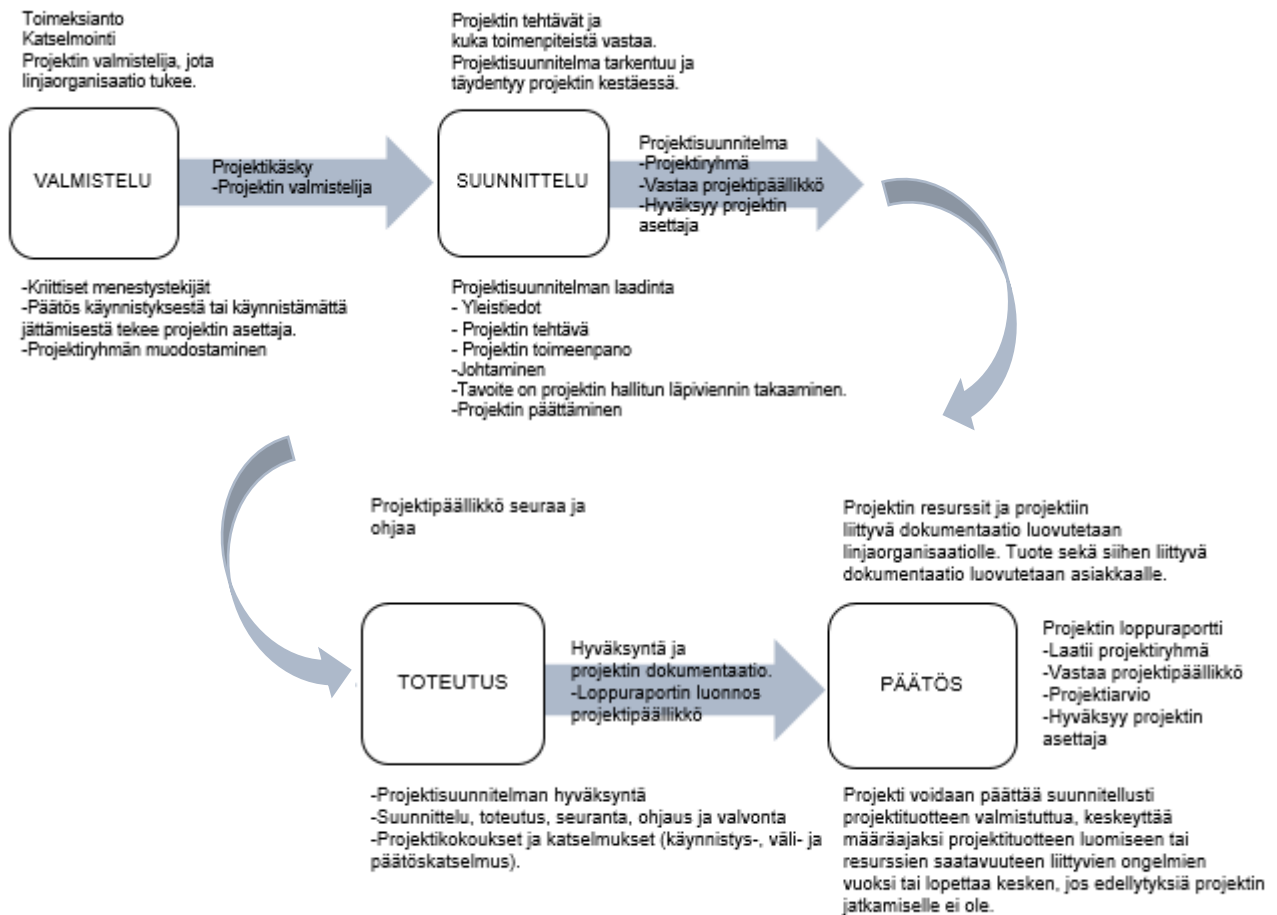 Toimeksianto
Katselmointi
Projektin valmistelija, jota
linjaorganisaatio tukee.
VALMISTELU
Projektikäsky
-Projektin valmistelija
-Kriittiset menestystekijät
-Päätös käynnistyksestä tai käynnistämättä
jättämisestä tekee projektin asettaja.
-Projektiryhmän muodostaminen
Projektin tehtävät ja
kuka toimenpiteistä vastaa.
Projektisuunnitelma tarkentuu ja
täydentyy projektin kestäessä.
SUUNNITTELU
Projektisuunnitelma
-Projektiryhmä
-Vastaa projektipäällikkö
-Hyväksyy projektin
asettaja
Projektisuunnitelman laadinta
- Yleistiedot
- Projektin tehtävä
- Projektin toimeenpano
-Johtaminen
-Tavoite on projektin hallitun läpiviennin takaaminen.
-Projektin päättäminen
Projektipäällikkö seuraa ja
ohjaa
TOTEUTUS
Hyväksyntä ja
projektin dokumentaatio.
-Loppuraportin luonnos
projektipäällikkö
-Projektisuunnitelman hyväksyntä
-Suunnittelu, toteutus, seuranta, ohjaus ja valvonta
-Projektikokoukset ja katselmukset (käynnistys-, väli- ja
päätöskatselmus).
Projektin resurssit ja projektiin
liittyvä dokumentaatio luovutetaan
linjaorganisaatiolle. Tuote sekä siihen liittyvä
dokumentaatio luovutetaan asiakkaalle.
PÄÄTÖS
Projektin loppuraportti
-Laatii projektiryhmä
-Vastaa projektipäällikkö
-Projektiarvio
-Hyväksyy projektin
asettaja
Projekti voidaan päättää suunnitellusti
projektituotteen valmistuttua, keskeyttää
määräajaksi projektituotteen luomiseen tai
resurssien saatavuuteen liittyvien ongelmien
vuoksi tai lopettaa kesken, jos edellytyksiä projektin
jatkamiselle ei ole.